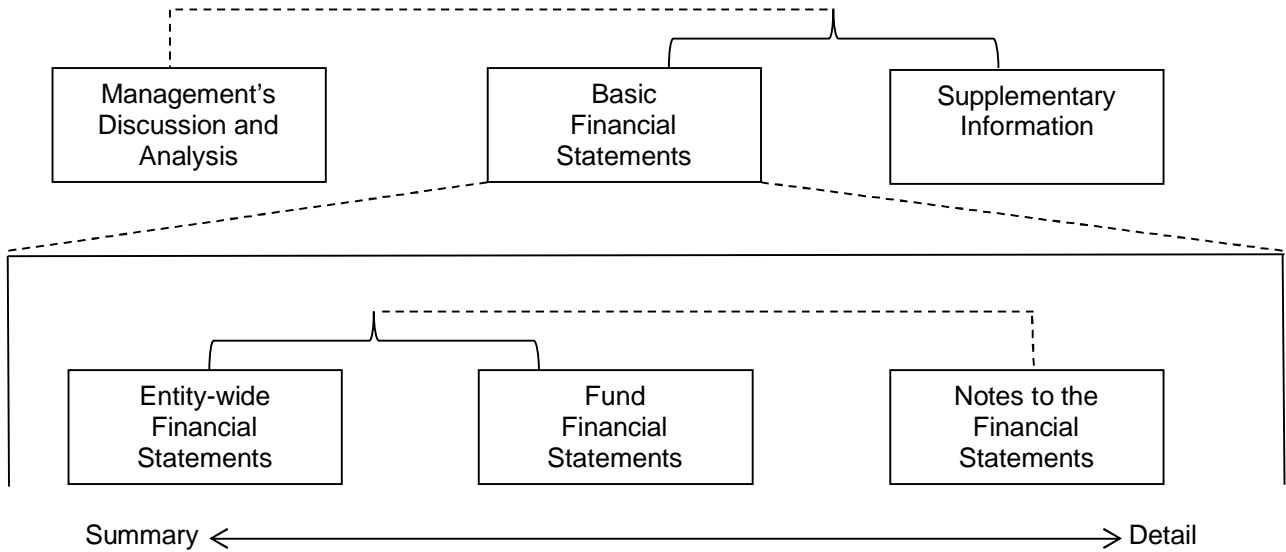 Management’s
Discussion and
Analysis
Basic
Financial
Statements
Supplementary
Information
Entity-wide
Financial
Statements
Fund
Financial
Statements
Notes to the
Financial
Statements
Summary
Detail